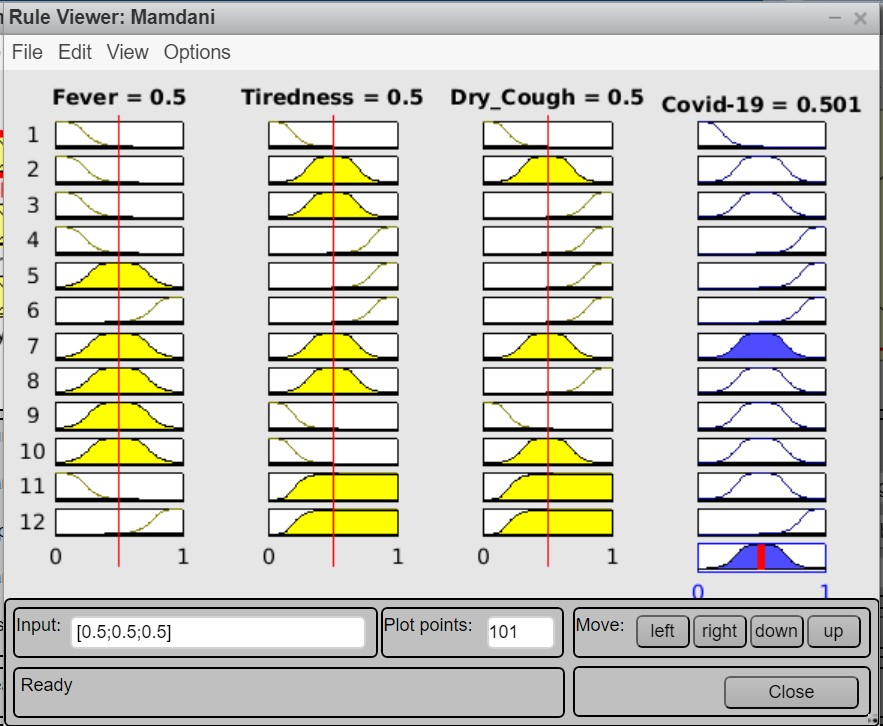 Rule Viewer: Mamdani
File Edit View Options
Fever = 0.5 Tiredness = 0.5 Dry_Cough = 0.5 Covid-19 = 0.501
1
2
3
4
5
6
7
8
9
10
11
12
0 1 0 1 0 1
0 1
Input: [0.5;0.5;0.5] Plot points: 101 Move: left right down up
Ready Close